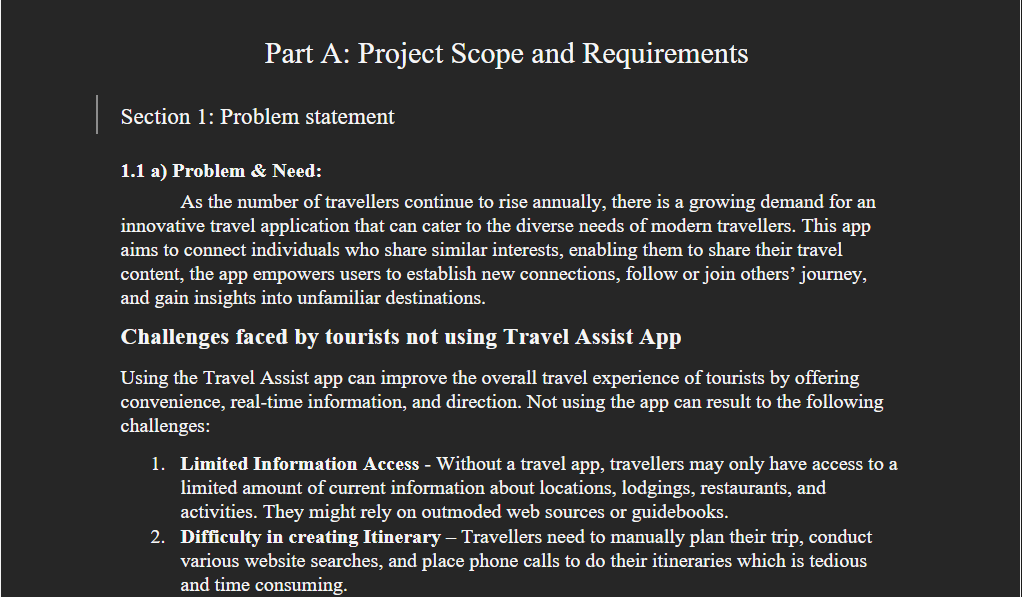 Part A: Project Scope and Requirements
Section 1: Problem statement
1.1 a) Problem & Need:
As the number of travellers continue to rise annually, there is a growing demand for an
innovative travel application that can cater to the diverse needs of modern travellers. This app
aims to connect individuals who share similar interests, enabling them to share their travel
content, the app empowers users to establish new connections, follow or join others’ journey,
and gain insights into unfamiliar destinations.
Challenges faced by tourists not using Travel Assist App
Using the Travel Assist app can improve the overall travel experience of tourists by offering
convenience, real-time information, and direction. Not using the app can result to the following
challenges:
1. Limited Information Access - Without a travel app, travellers may only have access to a
limited amount of current information about locations, lodgings, restaurants, and
activities. They might rely on outmoded web sources or guidebooks.
2. Difficulty in creating Itinerary – Travellers need to manually plan their trip, conduct
various website searches, and place phone calls to do their itineraries which is tedious
and time consuming.